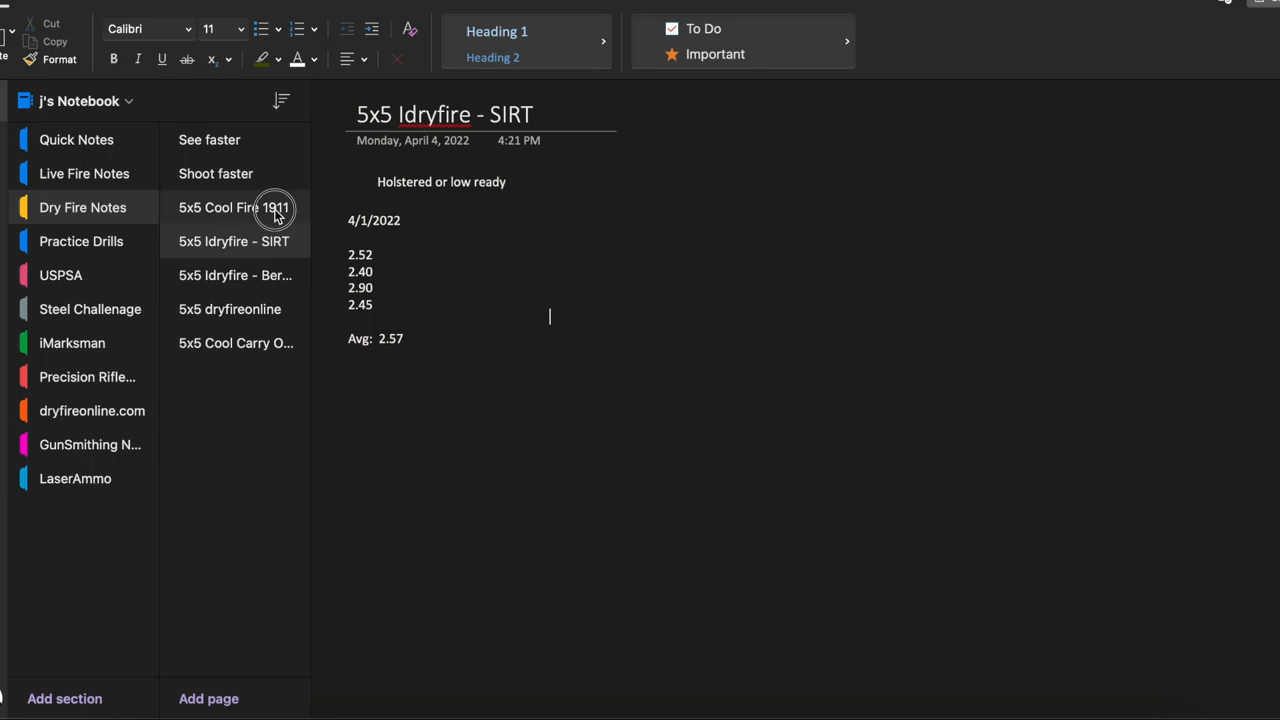 Cut
Calibri
11
Heading 1
To Do
Copy
Format
B I U ab x₂ A
Heading 2
Important
j's Notebook
5x5 Idryfire - SIRT
Quick Notes
See faster
Monday, April 4, 2022 4:21 PM
Live Fire Notes
Shoot faster
Holstered or low ready
Dry Fire Notes
5x5 Cool Fire 1911
4/1/2022
Practice Drills
5x5 Idryfire - SIRT
2.52
2.40
USPSA
5x5 Idryfire - Ber...
2.90
Steel Challenage
5x5 dryfireonline
2.45
iMarksman
5x5 Cool Carry O...
Avg: 2.57
Precision Rifle...
dryfireonline.com
GunSmithing N...
LaserAmmo
Add section
Add page